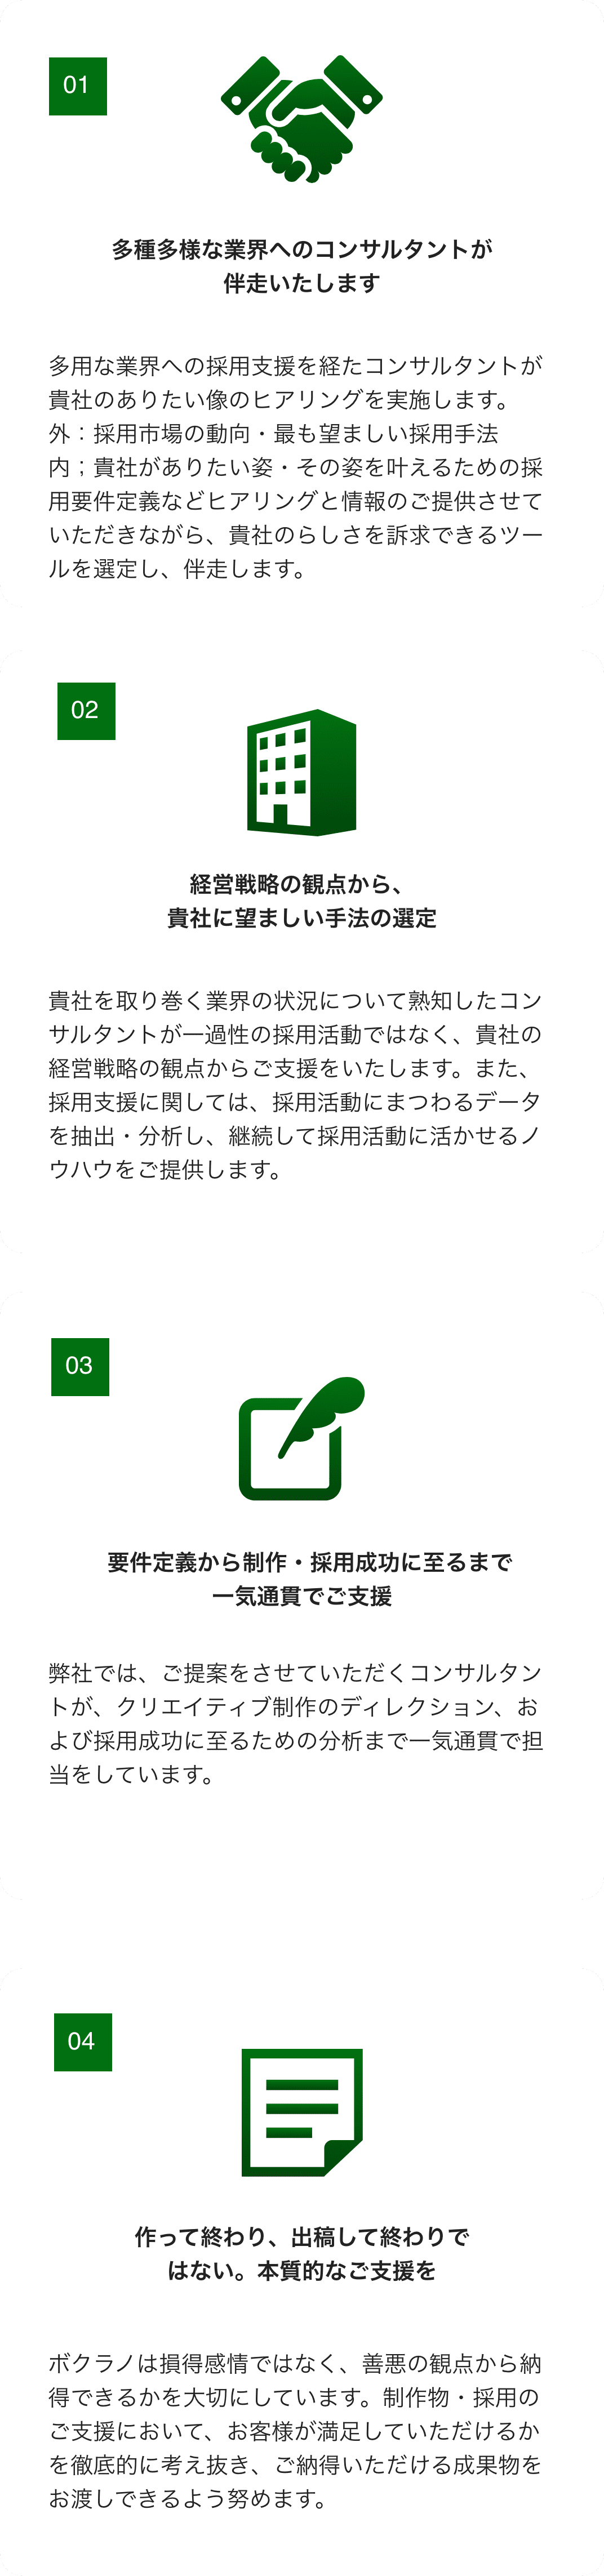 01
多種多様な業界へのコンサルタントが
伴走いたします
多用な業界への採用支援を経たコンサルタントが
貴社のありたい像のヒアリングを実施します。
外：採用市場の動向・最も望ましい採用手法
内；貴社がありたい姿・その姿を叶えるための採
用要件定義などヒアリングと情報のご提供させて
いただきながら、貴社のらしさを訴求できるツー
ルを選定し、伴走します。
02
経営戦略の観点から、
貴社に望ましい手法の選定
貴社を取り巻く業界の状況について熟知したコン
サルタントが一過性の採用活動ではなく、貴社の
経営戦略の観点からご支援をいたします。また、
採用支援に関しては、採用活動にまつわるデータ
を抽出・分析し、継続して採用活動に活かせるノ
ウハウをご提供します。
03
要件定義から制作・採用成功に至るまで
一気通貫でご支援
弊社では、ご提案をさせていただくコンサルタン
トが、クリエイティブ制作のディレクション、お
よび採用成功に至るための分析まで一気通貫で担
当をしています。
04
作って終わり、出稿して終わりで
はない。本質的なご支援を
ボクラノは損得感情ではなく、善悪の観点から納
得できるかを大切にしています。制作物・採用の
ご支援において、お客様が満足していただけるか
を徹底的に考え抜き、ご納得いただける成果物を
お渡しできるよう努めます。